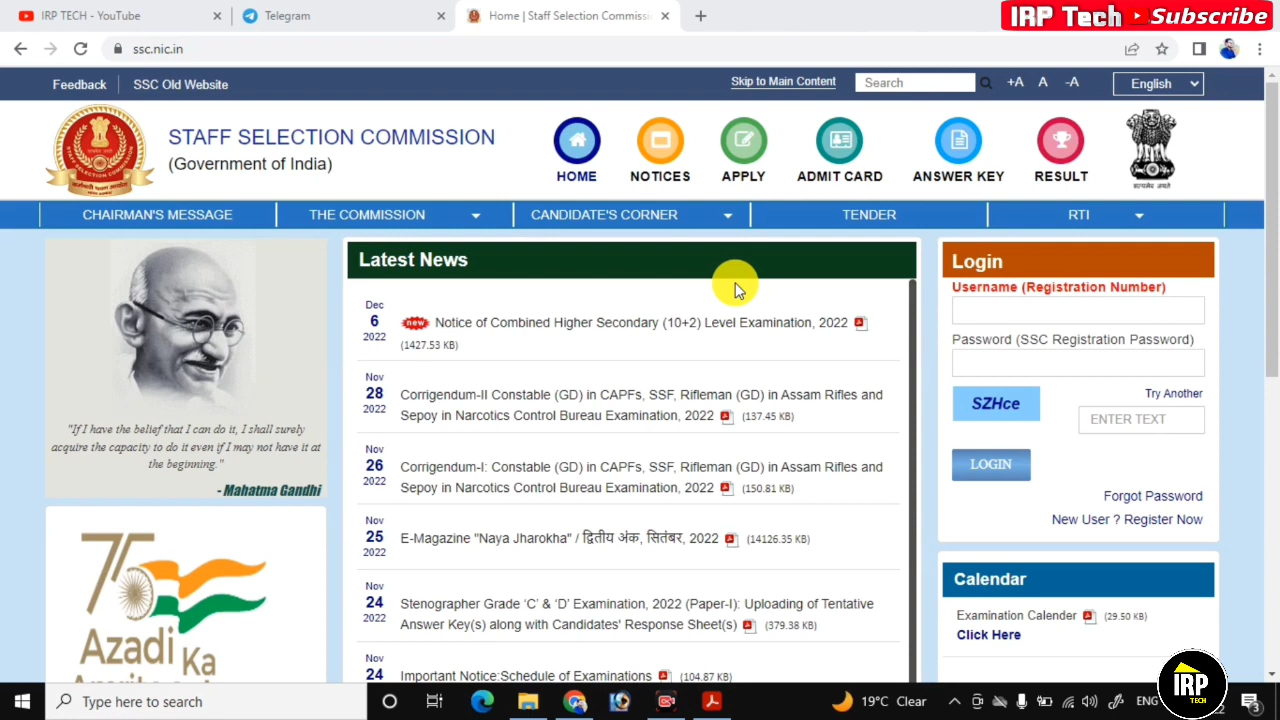 IRP TECH - YouTube
Telegram
Home | Staff Selection Commissi
IRP Tech Subscribe
ssc.nic.in
Feedback
SSC Old Website
Skip to Main Content
Search
+A A -A
English
STAFF SELECTION COMMISSION
(Government of India)
HOME
NOTICES
APPLY
ADMIT CARD
ANSWER KEY
RESULT
सत्यमेव जयते
CHAIRMAN'S MESSAGE
THE COMMISSION
CANDIDATE'S CORNER
TENDER
RTI
"If I have the belief that I can do it, I shall surely
acquire the capacity to do it even if I may not have it at
the beginning."
- Mahatma Gandhi
75
Azadi Ka
Latest News
Dec
6
2022
new Notice of Combined Higher Secondary (10+2) Level Examination, 2022
(1427.53 KB)
Nov
28
2022
Corrigendum-II Constable (GD) in CAPFs, SSF, Rifleman (GD) in Assam Rifles and
Sepoy in Narcotics Control Bureau Examination, 2022 (137.45 KB)
Nov
26
2022
Corrigendum-I: Constable (GD) in CAPFs, SSF, Rifleman (GD) in Assam Rifles and
Sepoy in Narcotics Control Bureau Examination, 2022 (150.81 KB)
Nov
25
2022
E-Magazine "Naya Jharokha" / द्वितीय अंक, सितंबर, 2022 (14126.35 KB)
Nov
24
2022
Stenographer Grade ‘C’ & ‘D’ Examination, 2022 (Paper-I): Uploading of Tentative
Answer Key(s) along with Candidates' Response Sheet(s) (379.38 KB)
Nov
24
Important Notice:Schedule of Examinations (104.87 KB)
Login
Username (Registration Number)
Password (SSC Registration Password)
SZHce
Try Another
ENTER TEXT
LOGIN
Forgot Password
New User ? Register Now
Calendar
Examination Calender (29.50 KB)
Click Here
IRP
TECH
Type here to search
19°C Clear
ENG
3